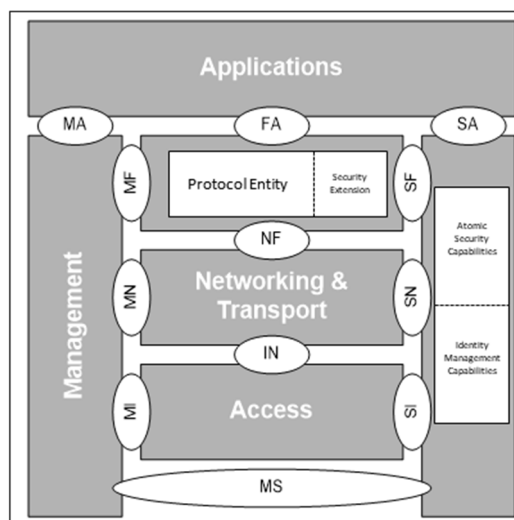 Applications
MA
FA
SA
MF
Protocol Entity
Security
Extension
SF
Atomic
Security
Capabilities
NF
Management
MN
Networking &
Transport
SN
IN
Identity
Management
Capabilities
MI
Access
SI
MS